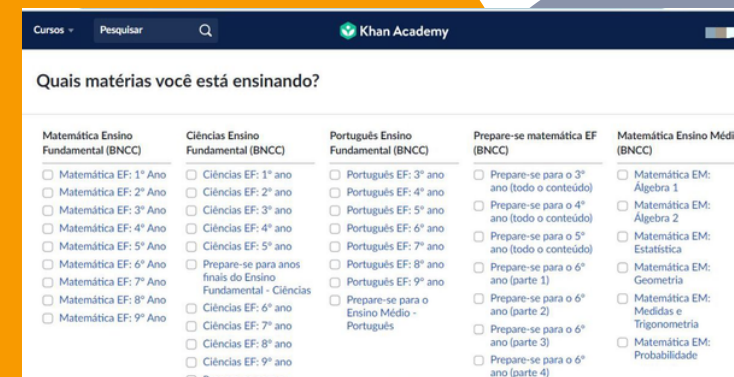 Cursos
Pesquisar
Khan Academy
Quais matérias você está ensinando?
Matemática Ensino
Fundamental (BNCC)
Matemática EF: 1º Ano
Matemática EF: 2º Ano
Matemática EF: 3º Ano
Matemática EF: 4º Ano
Matemática EF: 5º Ano
Matemática EF: 6º Ano
Matemática EF: 7º Ano
Matemática EF: 8º Ano
Matemática EF: 9º Ano
Ciências Ensino
Fundamental (BNCC)
Ciências EF: 1º ano
Ciências EF: 2º ano
Ciências EF: 3º ano
Ciências EF: 4º ano
Ciências EF: 5º ano
Prepare-se para anos
finais do Ensino
Fundamental - Ciências
Ciências EF: 6º ano
Ciências EF: 7º ano
Ciências EF: 8º ano
Ciências EF: 9º ano
Português Ensino
Fundamental (BNCC)
Português EF: 3º ano
Português EF: 4º ano
Português EF: 5º ano
Português EF: 6º ano
Português EF: 7º ano
Português EF: 8º ano
Português EF: 9º ano
Prepare-se para o
Ensino Médio -
Português
Prepare-se matemática EF
(BNCC)
Prepare-se para o 3º
ano (todo o conteúdo)
Prepare-se para o 4º
ano (todo o conteúdo)
Prepare-se para o 5º
ano (todo o conteúdo)
Prepare-se para o 6º
ano (parte 1)
Prepare-se para o 6º
ano (parte 2)
Prepare-se para o 6º
ano (parte 3)
Prepare-se para o 6º
ano (parte 4)
Matemática Ensino Médi
(BNCC)
Matemática EM:
Álgebra 1
Matemática EM:
Álgebra 2
Matemática EM:
Estatística
Matemática EM:
Geometria
Matemática EM:
Medidas e
Trigonometria
Matemática EM:
Probabilidade